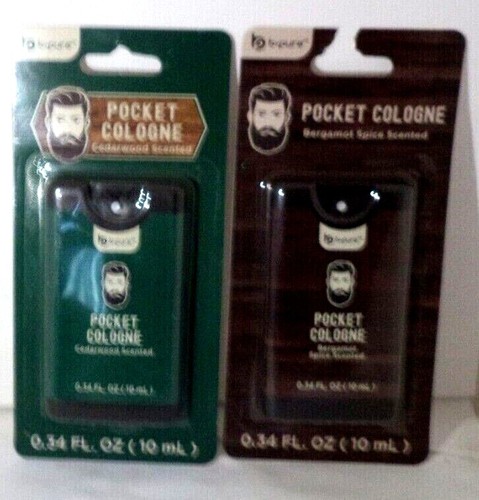 b•pure
POCKET
COLOGNE
Cedarwood Scented
b•pure
POCKET
COLOGNE
Cedarwood Scented
0.34 FL. OZ ( 10 mL )
0.34 FL. OZ ( 10 mL )
b•pure
POCKET COLOGNE
Bergamot Spice Scented
b•pure
POCKET
COLOGNE
Bergamot
Spice Scented
0.34 FL. OZ ( 10 mL )
0.34 FL. OZ ( 10 mL )